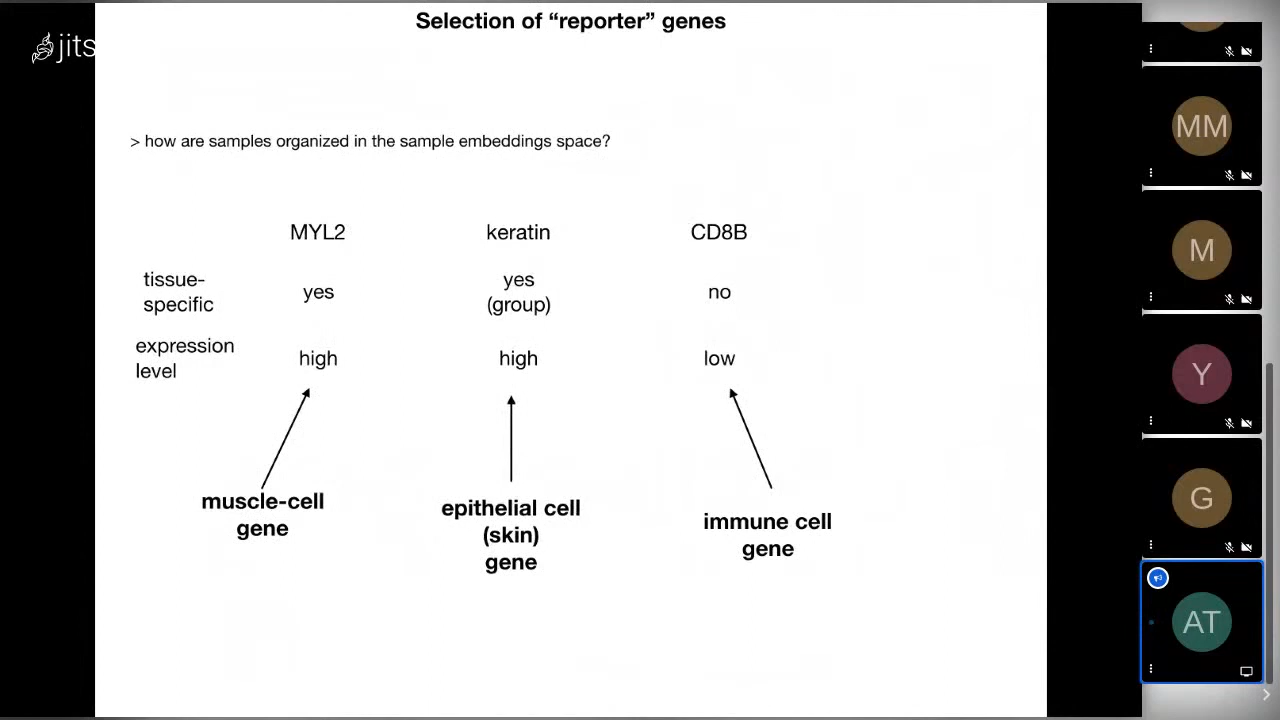 Selection of “reporter” genes
jits
> how are samples organized in the sample embeddings space?
MYL2 keratin CD8B
tissue-
specific
yes
yes
(group)
no
expression
level
high
high
low
muscle-cell
gene
epithelial cell
(skin)
gene
immune cell
gene
MM
M
Y
G
AT